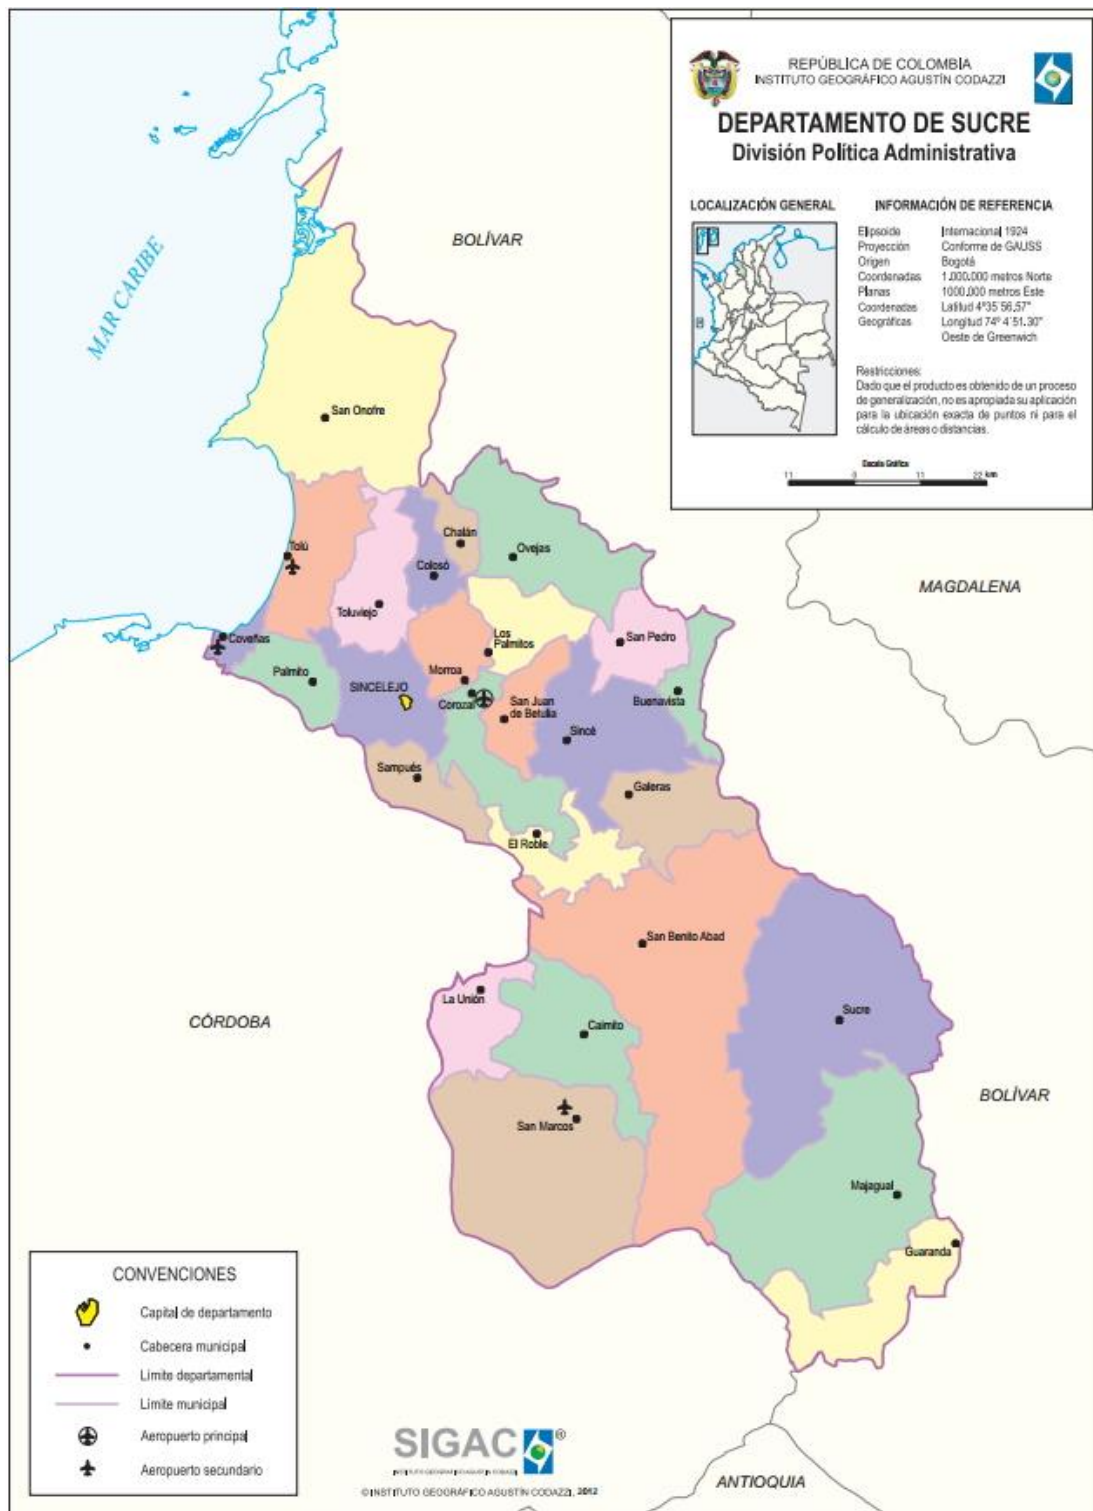 REPÚBLICA DE COLOMBIA
INSTITUTO GEOGRÁFICO AGUSTÍN CODAZZI
DEPARTAMENTO DE SUCRE
División Política Administrativa
LOCALIZACIÓN GENERAL
INFORMACIÓN DE REFERENCIA
Elipsoide Internacional 1924
Proyección Conforme de GAUSS
Origen Bogotá
Coordenadas 1.000.000 metros Norte
Planas 1000.000 metros Este
Coordenadas Latitud 4°35´56.57"
Geográficas Longitud 74° 4´51.30"
Oeste de Greenwich
Restricciones:
Dado que el producto es obtenido de un proceso
de generalización, no es apropiada su aplicación
para la ubicación exacta de puntos ni para el
cálculo de áreas o distancias.
Escala Gráfica
11 0 11 22 km
MAR CARIBE
BOLÍVAR
San Onofre
Chalán
Tolú
Ovejas
Colosó
MAGDALENA
Toluviejo
Coveñas
Los
Palmitos
San Pedro
Palmito
Morroa
SINCELEJO
Corozal
San Juan
de Betulia
Buenavista
Sincé
Sampués
Galeras
El Roble
San Benito Abad
La Unión
CÓRDOBA
Sucre
Caimito
BOLÍVAR
San Marcos
Majagual
Guaranda
CONVENCIONES
Capital de departamento
Cabecera municipal
Límite departamental
Límite municipal
Aeropuerto principal
Aeropuerto secundario
SIGAC®
INSTITUTO GEOGRÁFICO AGUSTÍN CODAZZI
© INSTITUTO GEOGRÁFICO AGUSTÍN CODAZZI, 2012
ANTIOQUIA